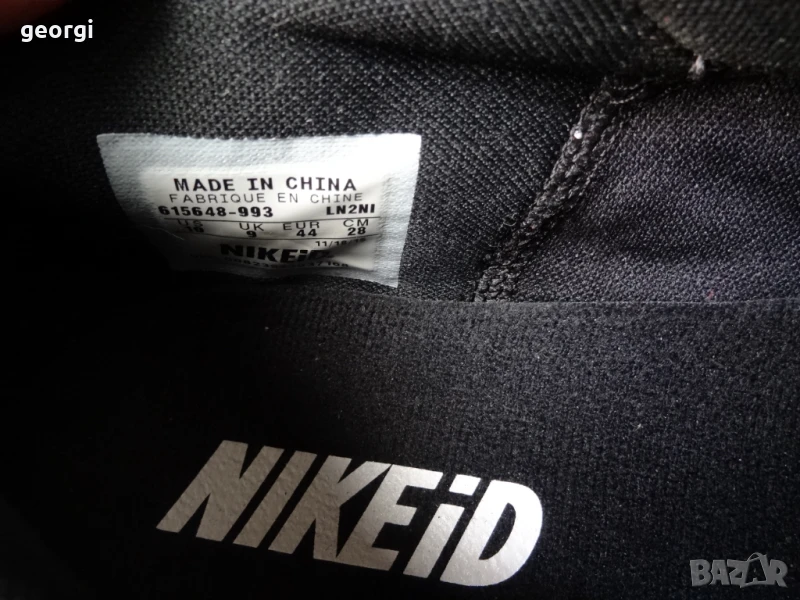 georgi
MADE IN CHINA
FABRIQUE EN CHINE
615648-993 LN2NI
US UK EUR CM
10 9 44 28
NIKEiD
NIKEiD
BAZAR